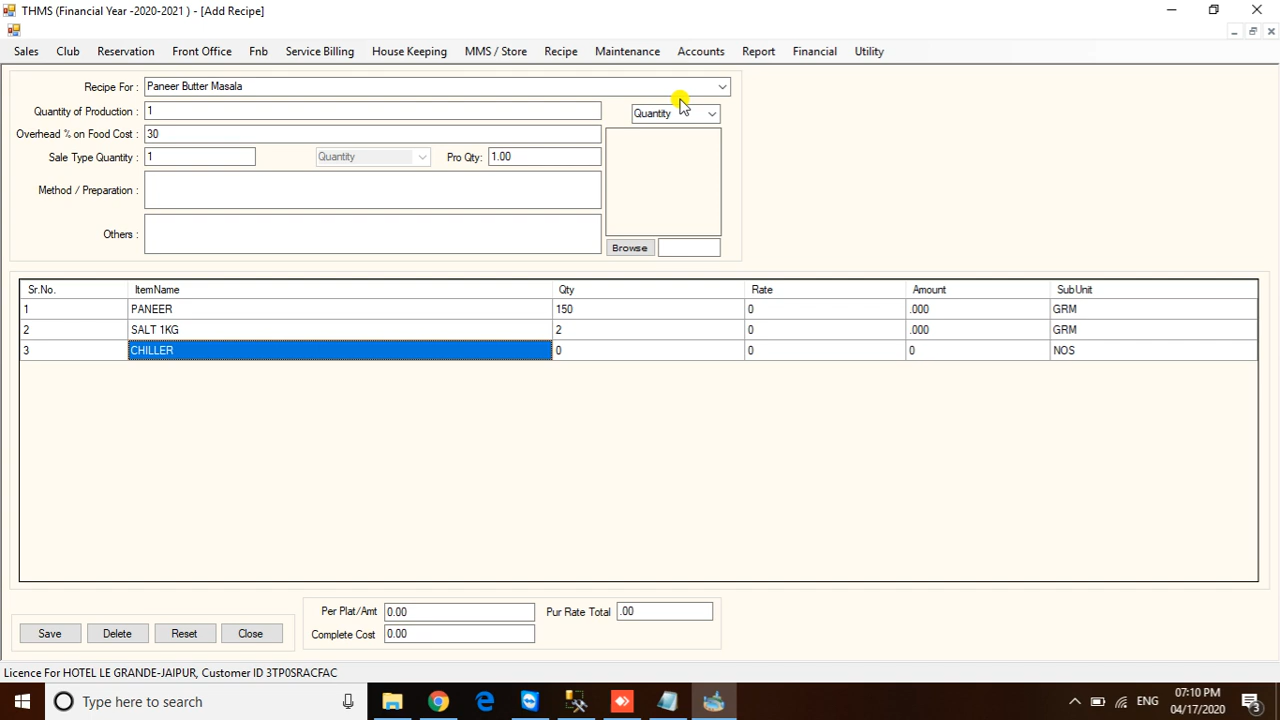 THMS (Financial Year -2020-2021 ) - [Add Recipe]
Sales Club Reservation Front Office Fnb Service Billing House Keeping MMS / Store Recipe Maintenance Accounts Report Financial Utility
Recipe For : Paneer Butter Masala
Quantity of Production : 1 Quantity
Overhead % on Food Cost : 30
Sale Type Quantity : 1 Quantity Pro Qty: 1.00
Method / Preparation :
Others :
Browse
Sr.No. ItemName Qty Rate Amount SubUnit
1 PANEER 150 0 .000 GRM
2 SALT 1KG 2 0 .000 GRM
3 CHILLER 0 0 0 NOS
Per Plat/Amt 0.00 Pur Rate Total .00
Save Delete Reset Close Complete Cost 0.00
Licence For HOTEL LE GRANDE-JAIPUR, Customer ID 3TP0SRACFAC
Type here to search ENG 07:10 PM
04/17/2020 3